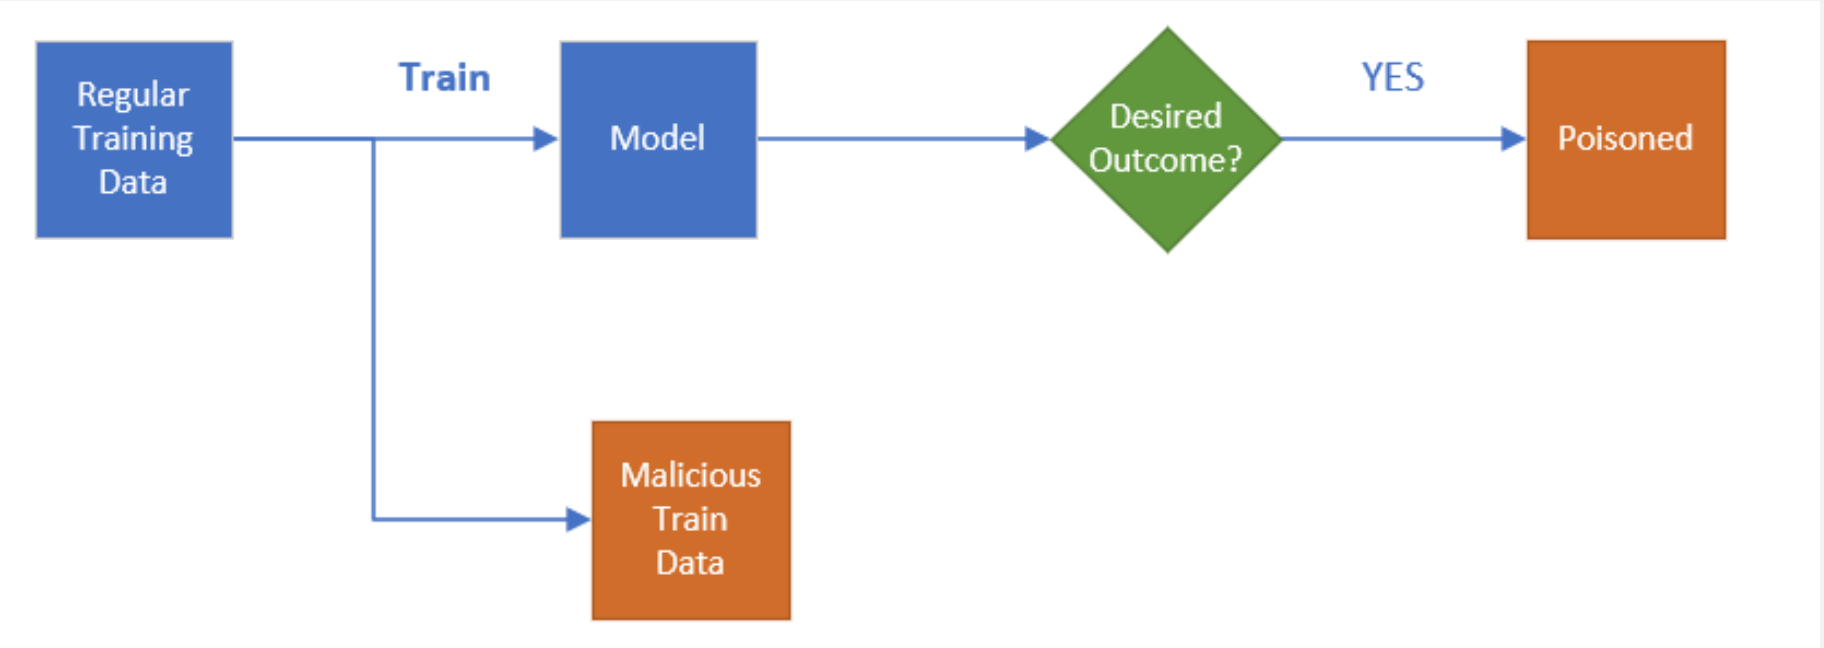 Regular
Training
Data
Train
Model
Desired
Outcome?
YES
Poisoned
Malicious
Train
Data